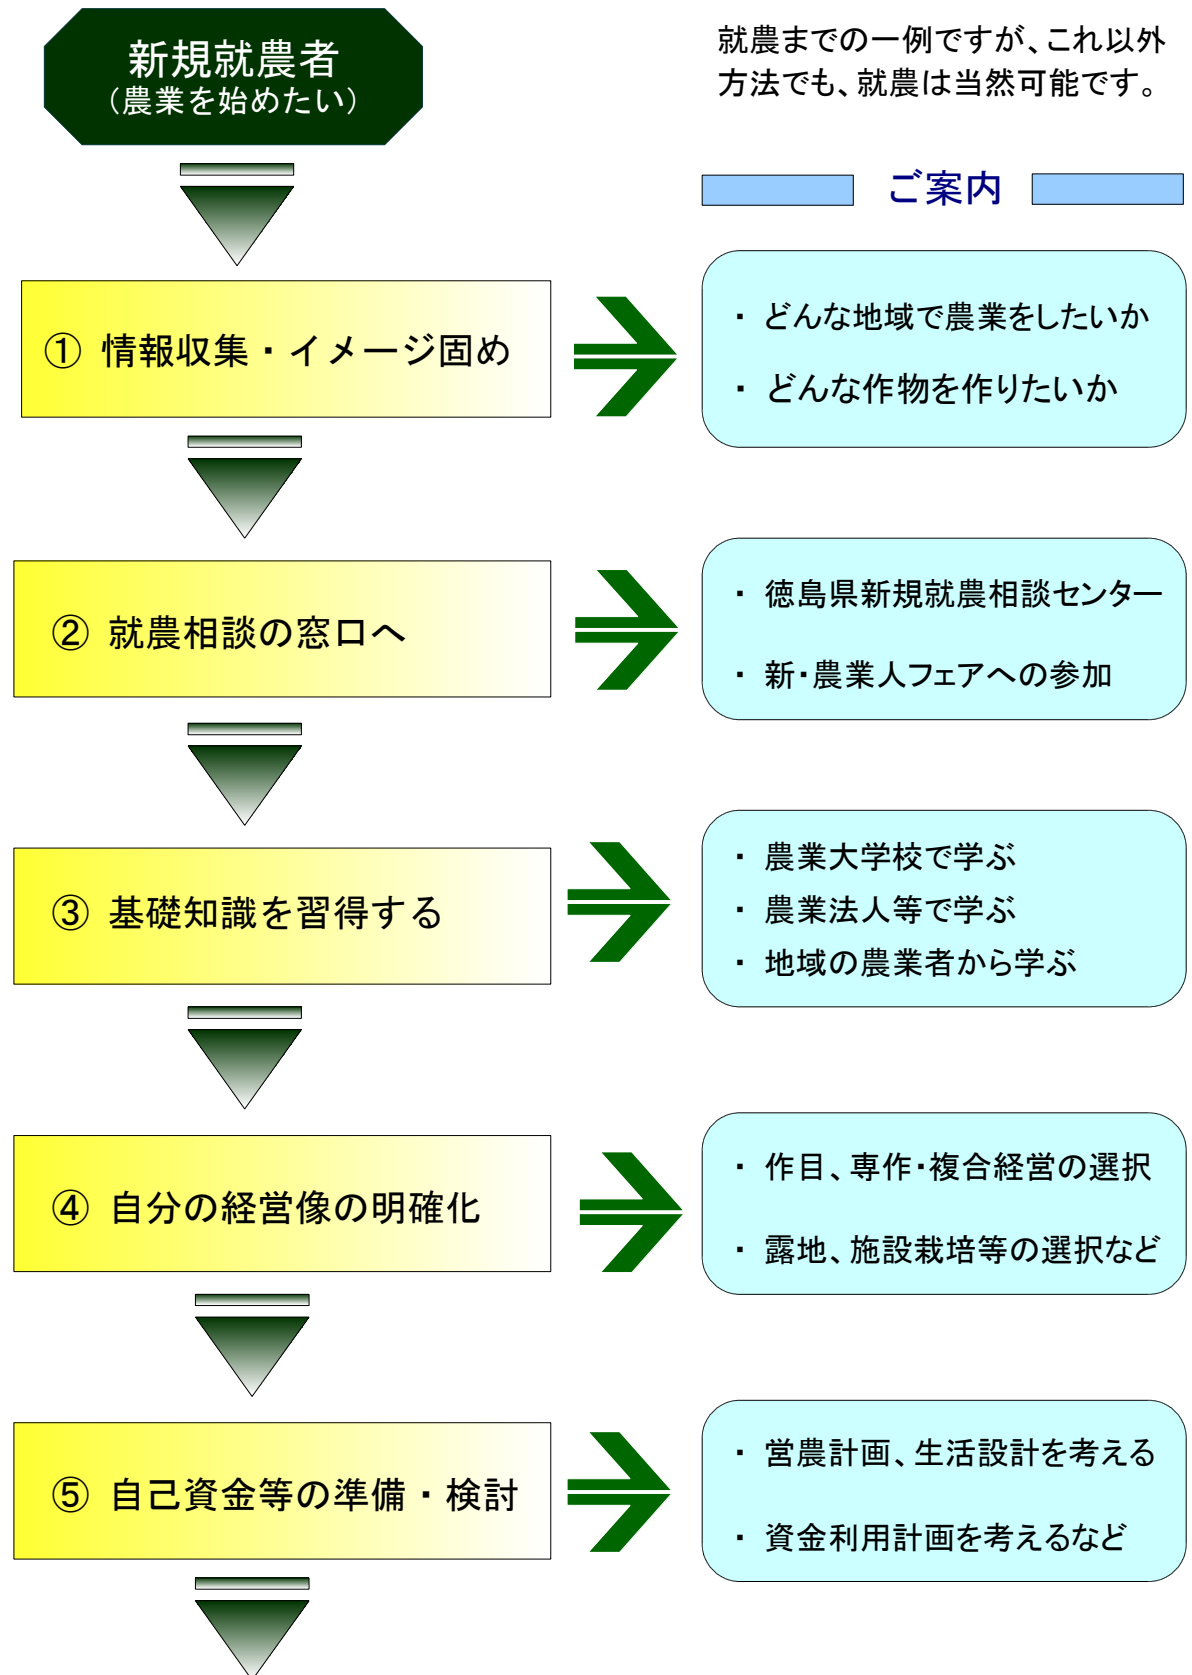 新規就農者
（農業を始めたい）
就農までの一例ですが、これ以外
方法でも、就農は当然可能です。
ご案内
① 情報収集・イメージ固め
・ どんな地域で農業をしたいか
・ どんな作物を作りたいか
② 就農相談の窓口へ
・ 徳島県新規就農相談センター
・ 新・農業人フェアへの参加
③ 基礎知識を習得する
・ 農業大学校で学ぶ
・ 農業法人等で学ぶ
・ 地域の農業者から学ぶ
④ 自分の経営像の明確化
・ 作目、専作・複合経営の選択
・ 露地、施設栽培等の選択など
⑤ 自己資金等の準備・検討
・ 営農計画、生活設計を考える
・ 資金利用計画を考えるなど